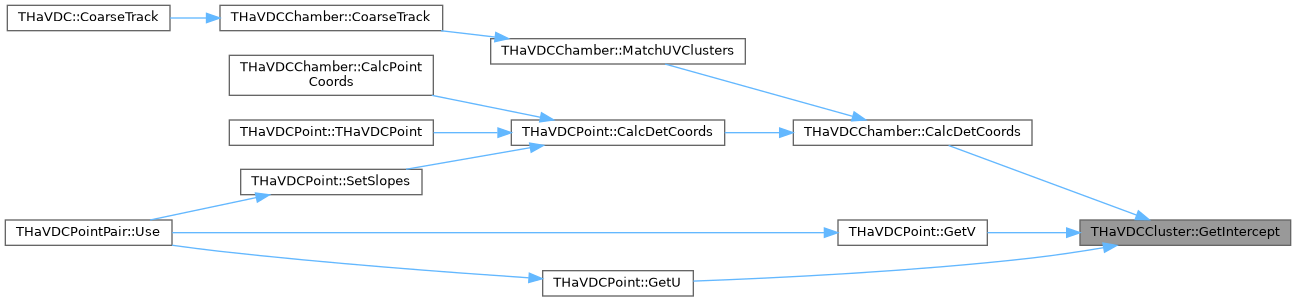 THaVDC::CoarseTrack
THaVDCChamber::CoarseTrack
THaVDCChamber::MatchUVClusters
THaVDCChamber::CalcPoint
Coords
THaVDCPoint::THaVDCPoint
THaVDCPoint::CalcDetCoords
THaVDCChamber::CalcDetCoords
THaVDCPoint::SetSlopes
THaVDCPointPair::Use
THaVDCPoint::GetV
THaVDCCluster::GetIntercept
THaVDCPoint::GetU